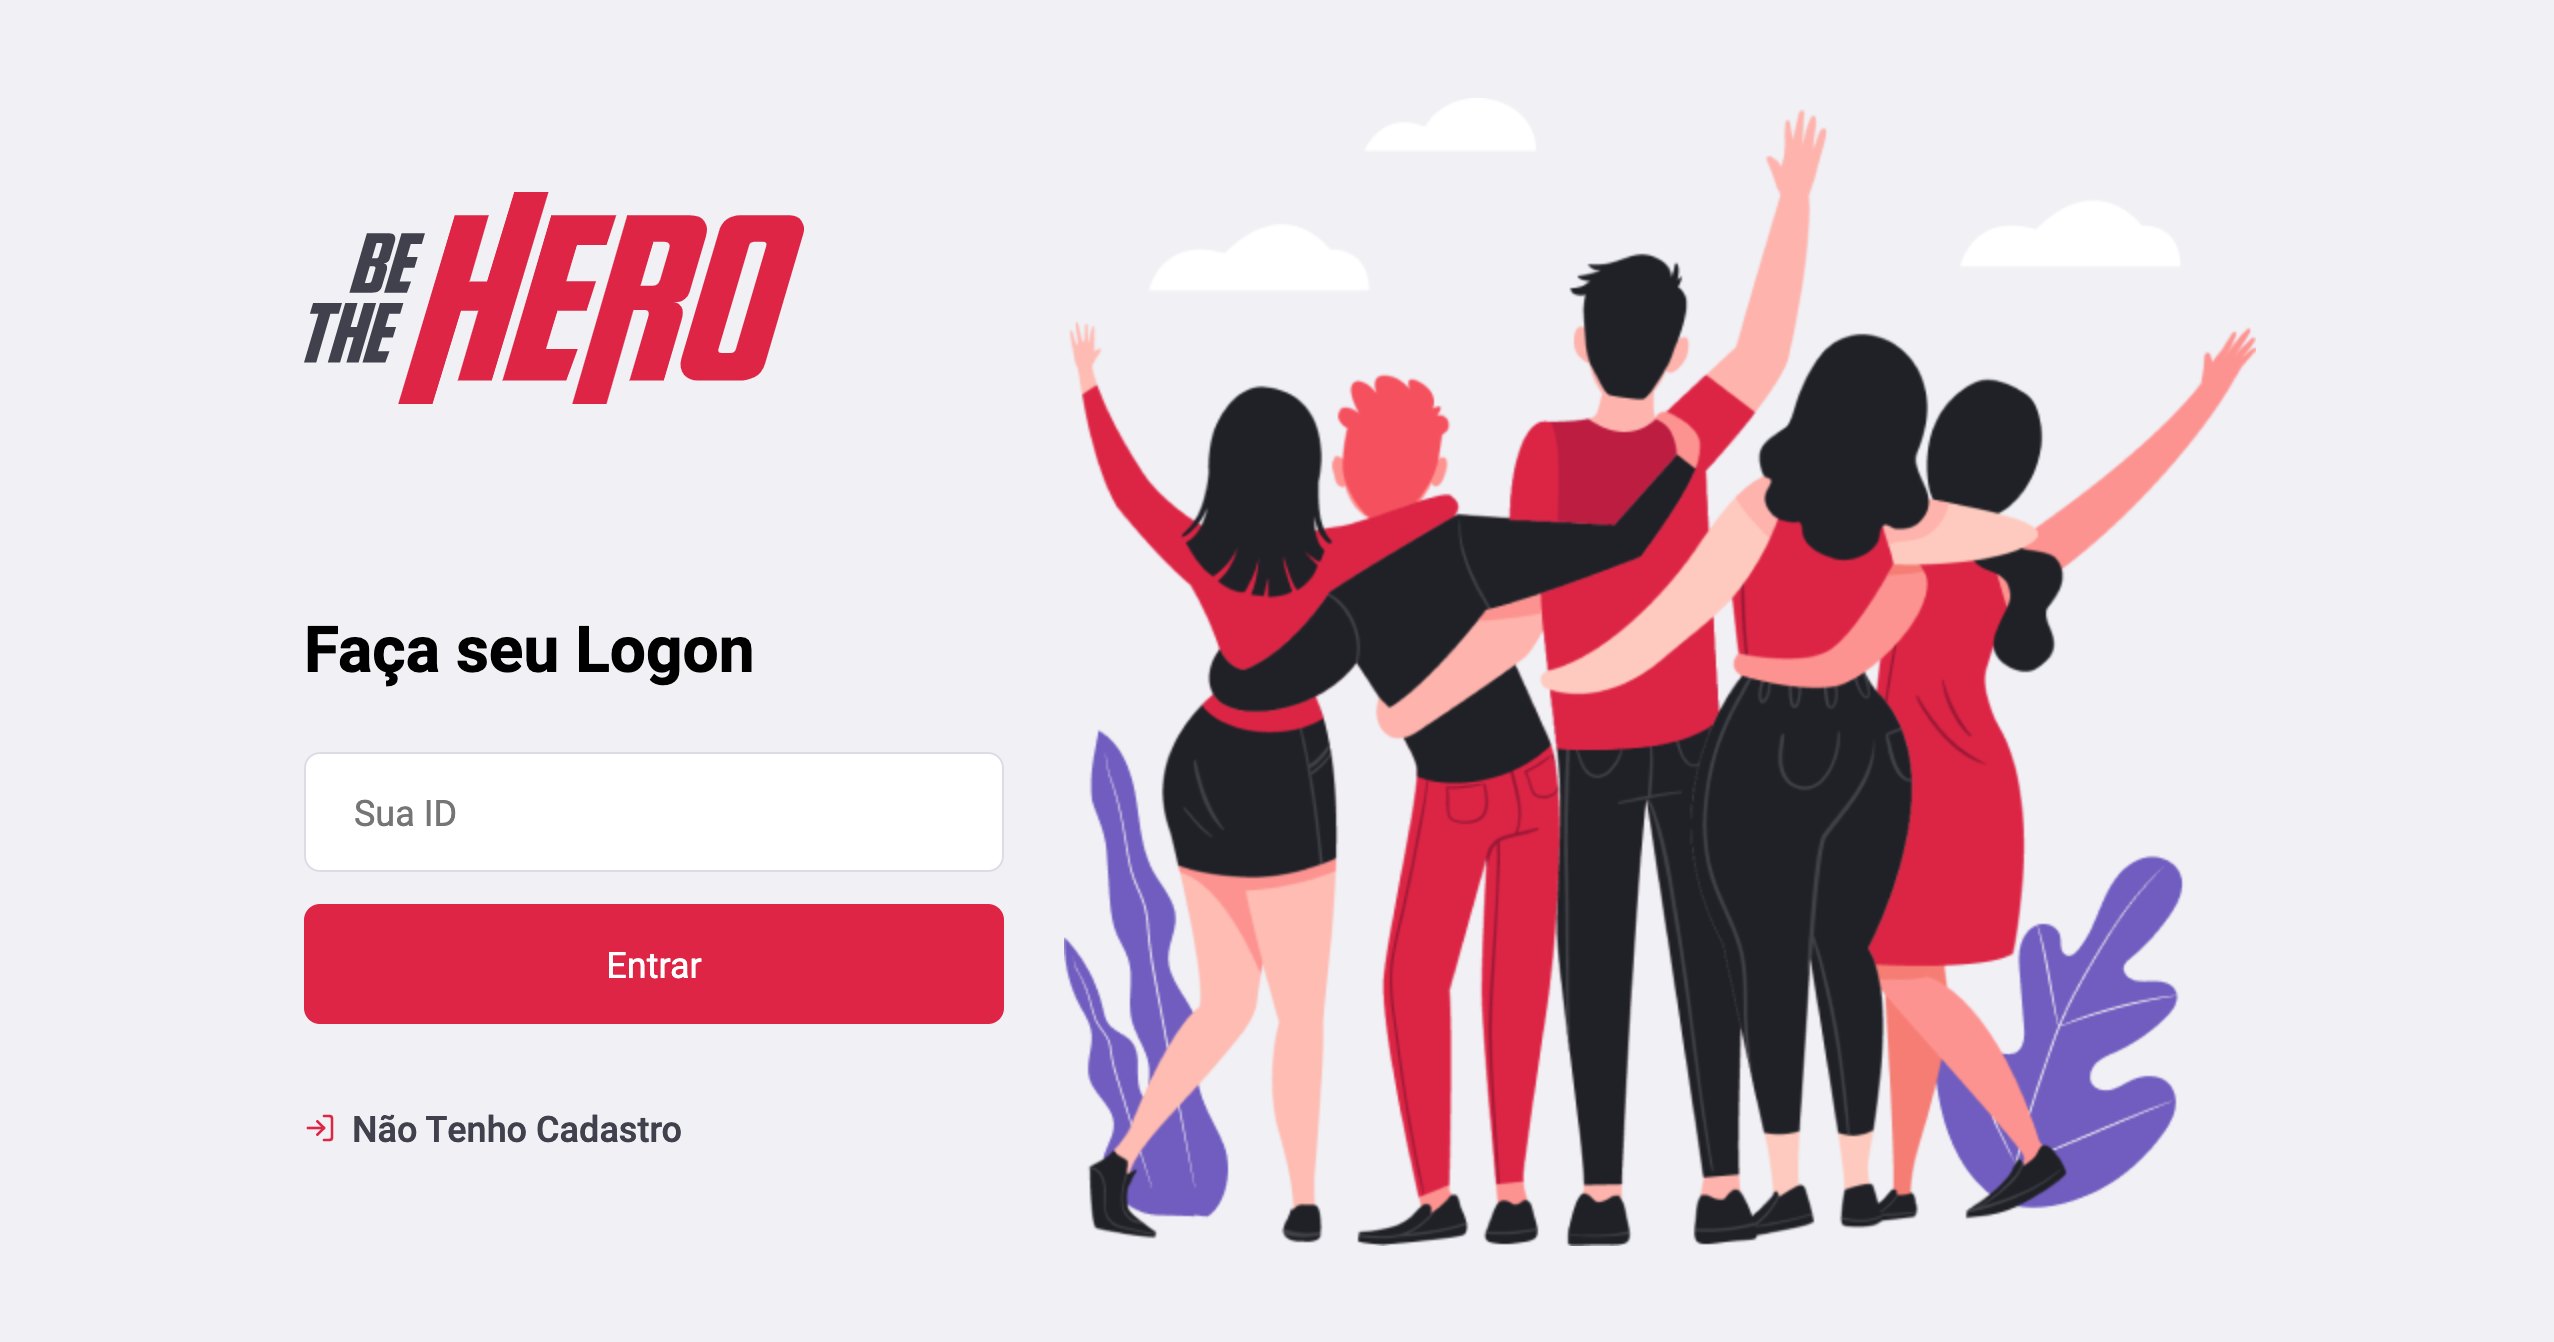 BE
THE
HERO
Faça seu Logon
Sua ID
Entrar
Não Tenho Cadastro